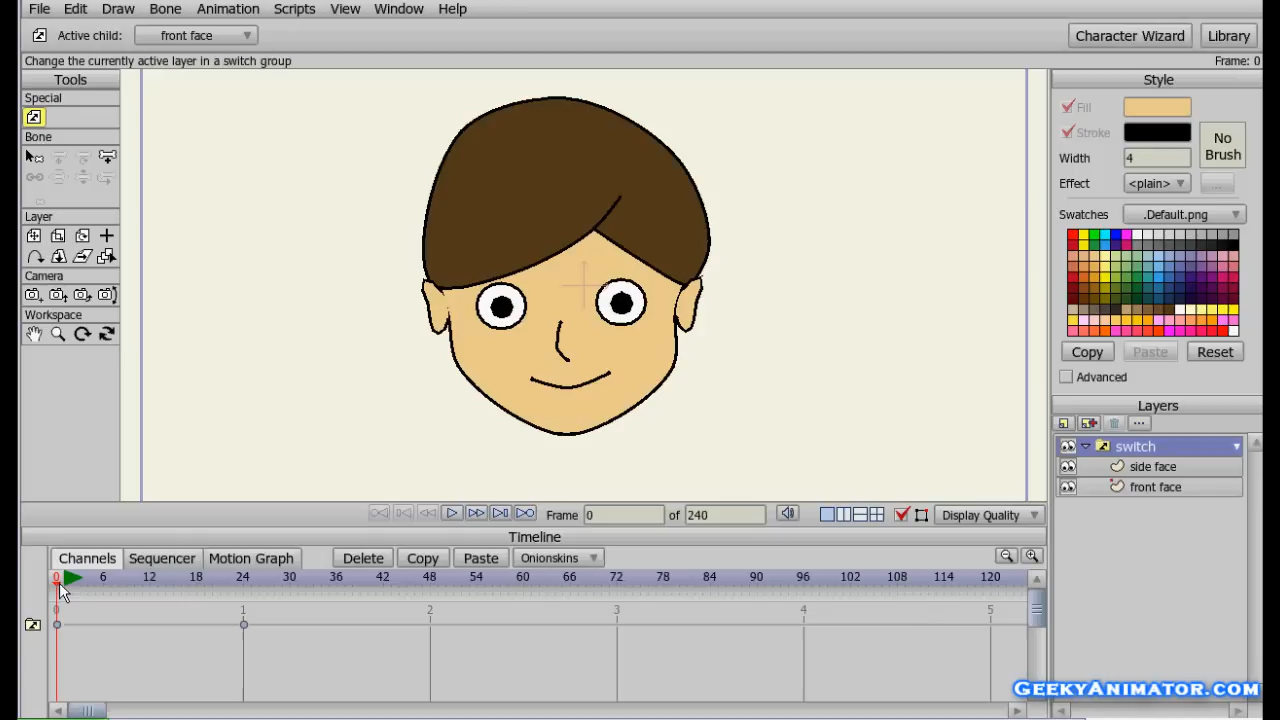 File Edit Draw Bone Animation Scripts View Window Help
Active child: front face Character Wizard Library
Change the currently active layer in a switch group Frame: 0
Tools
Special
Bone
Layer
Camera
Workspace
Style
Fill
Stroke
No Brush
Width 4
Effect <plain> ...
Swatches .Default.png
Copy Paste Reset
Advanced
Layers
switch
side face
front face
Frame 0 of 240 Display Quality
Timeline
Channels Sequencer Motion Graph Delete Copy Paste Onionskins
0 6 12 18 24 30 36 42 48 54 60 66 72 78 84 90 96 102 108 114 120
0 1 2 3 4 5
GeekyAnimator.com